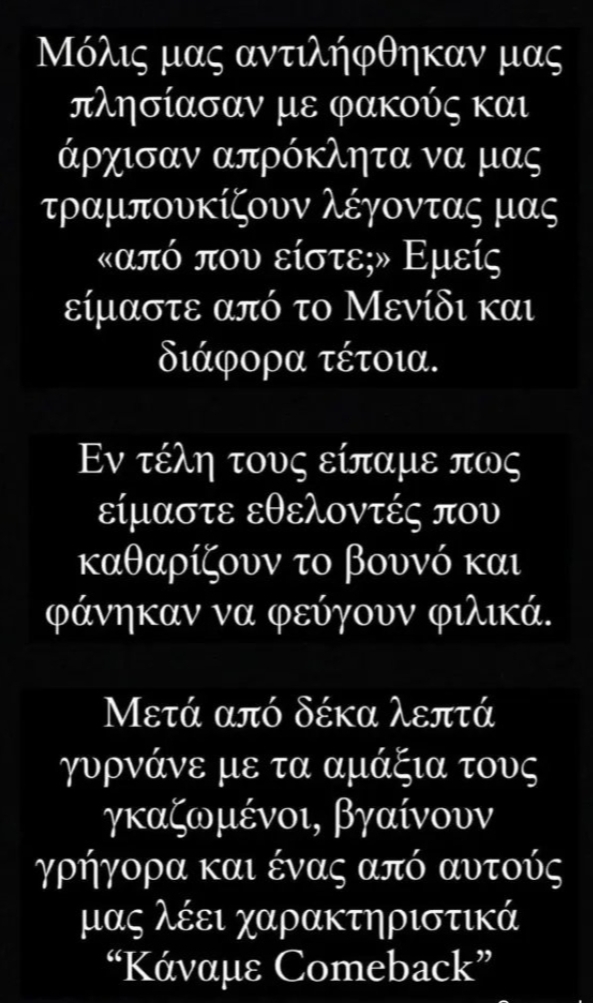 Μόλις μας αντιλήφθηκαν μας
πλησίασαν με φακούς και
άρχισαν απρόκλητα να μας
τραμπουκίζουν λέγοντας μας
«από που είστε;» Εμείς
είμαστε από το Μενίδι και
διάφορα τέτοια.
Εν τέλη τους είπαμε πως
είμαστε εθελοντές που
καθαρίζουν το βουνό και
φάνηκαν να φεύγουν φιλικά.
Μετά από δέκα λεπτά
γυρνάνε με τα αμάξια τους
γκαζωμένοι, βγαίνουν
γρήγορα και ένας από αυτούς
μας λέει χαρακτηριστικά
“Κάναμε Comeback”